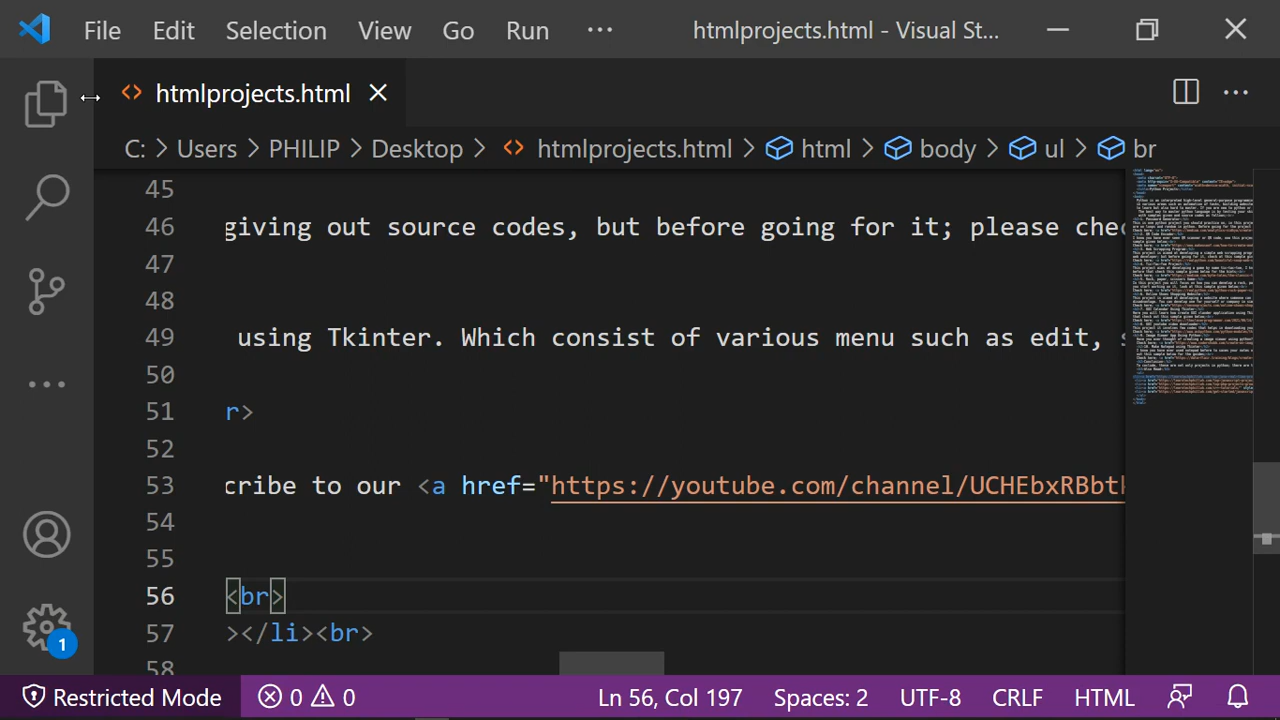 File Edit Selection View Go Run ··· htmlprojects.html - Visual St...
htmlprojects.html
C: > Users > PHILIP > Desktop > htmlprojects.html > html > body > ul > br
45
46 giving out source codes, but before going for it; please chec
47
48
49 using Tkinter. Which consist of various menu such as edit, s
50
51 r>
52
53 cribe to our <a href="https://youtube.com/channel/UCHEbxRBbt
54
55
56 <br>
57 ></li><br>
58
1
Restricted Mode 0 0 Ln 56, Col 197 Spaces: 2 UTF-8 CRLF HTML